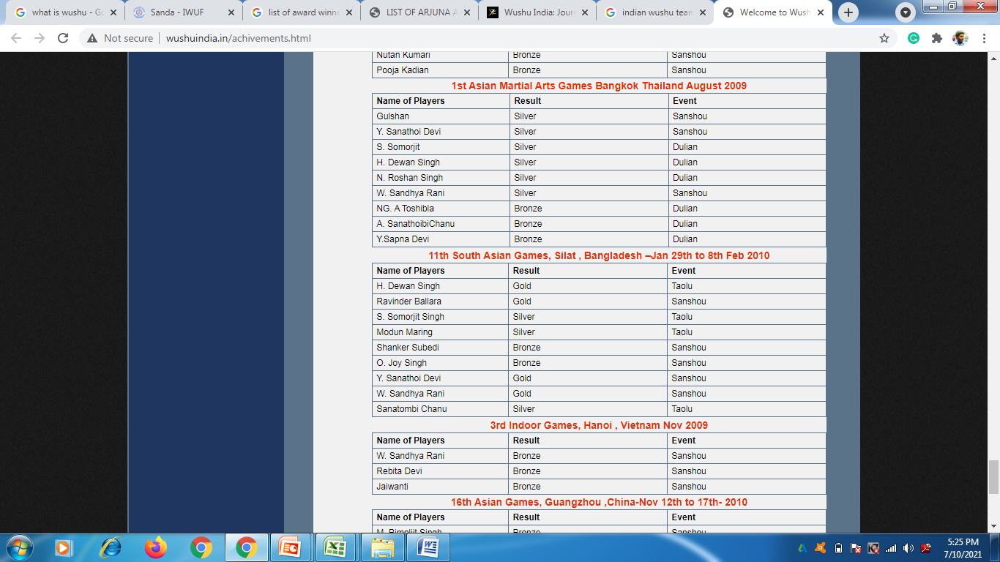 what is wushu - Go
Sanda - IWUF
list of award winne
LIST OF ARJUNA A
Wushu India: Journ
indian wushu team
Welcome to Wush
Not secure wushuindia.in/achivements.html
Nutan Kumari Bronze Sanshou
Pooja Kadian Bronze Sanshou
1st Asian Martial Arts Games Bangkok Thailand August 2009
Name of Players Result Event
Gulshan Silver Sanshou
Y. Sanathoi Devi Silver Sanshou
S. Somorjit Silver Dulian
H. Dewan Singh Silver Dulian
N. Roshan Singh Silver Dulian
W. Sandhya Rani Silver Sanshou
NG. A Toshibla Bronze Dulian
A. SanathoibiChanu Bronze Dulian
Y.Sapna Devi Bronze Dulian
11th South Asian Games, Silat , Bangladesh –Jan 29th to 8th Feb 2010
Name of Players Result Event
H. Dewan Singh Gold Taolu
Ravinder Ballara Gold Sanshou
S. Somorjit Singh Silver Taolu
Modun Maring Silver Taolu
Shanker Subedi Bronze Sanshou
O. Joy Singh Bronze Sanshou
Y. Sanathoi Devi Gold Sanshou
W. Sandhya Rani Gold Sanshou
Sanatombi Chanu Silver Taolu
3rd Indoor Games, Hanoi , Vietnam Nov 2009
Name of Players Result Event
W. Sandhya Rani Bronze Sanshou
Rebita Devi Bronze Sanshou
Jaiwanti Bronze Sanshou
16th Asian Games, Guangzhou ,China-Nov 12th to 17th- 2010
Name of Players Result Event
M. Bimoljit Singh Bronze Sanshou
5:25 PM
7/10/2021